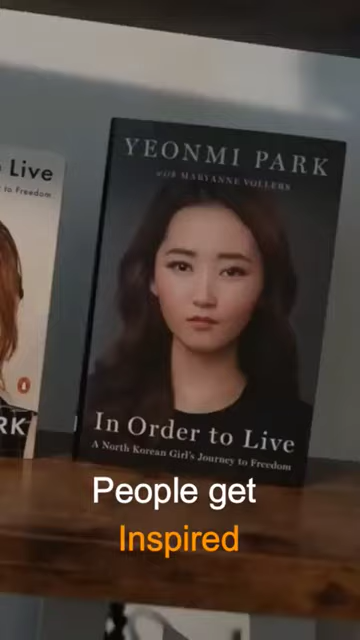 Live
to Freedom
RK
YEONMI PARK
with MARYANNE VOLLERS
In Order to Live
A North Korean Girl's Journey to Freedom
People get
Inspired